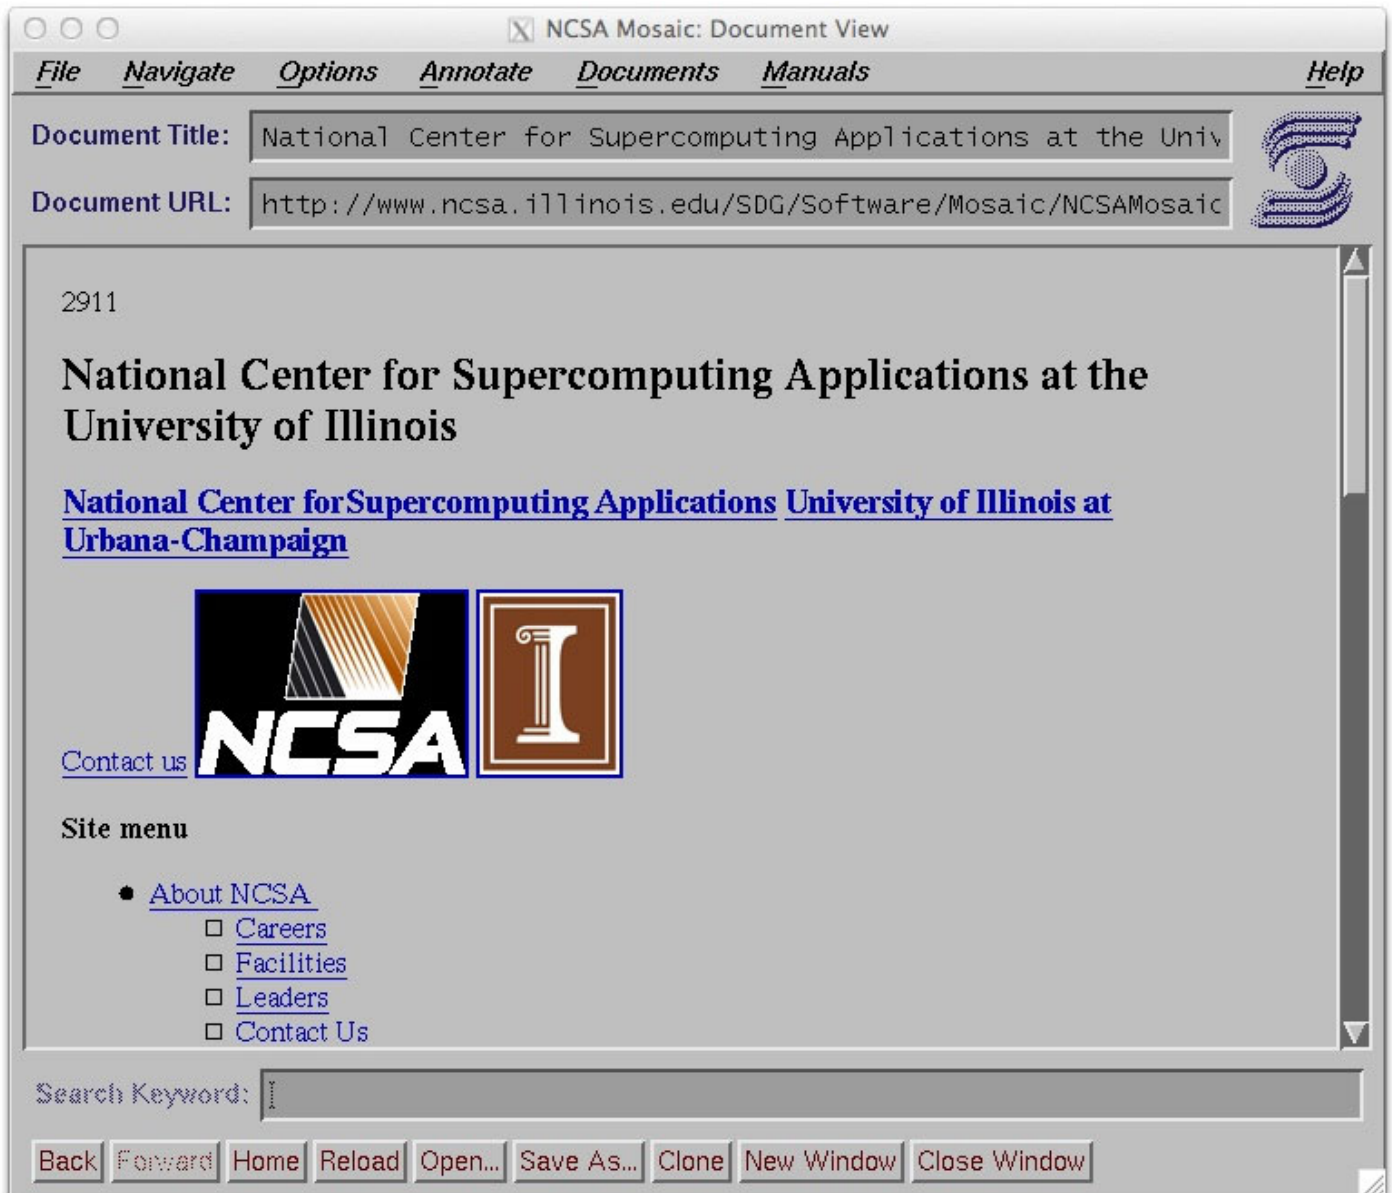 NCSA Mosaic: Document View
File Navigate Options Annotate Documents Manuals Help
Document Title: National Center for Supercomputing Applications at the Univ
Document URL: http://www.ncsa.illinois.edu/SDG/Software/Mosaic/NCSAMosaic
2911
National Center for Supercomputing Applications at the
University of Illinois
National Center for Supercomputing Applications University of Illinois at
Urbana-Champaign
Contact us NCSA I
Site menu
About NCSA
Careers
Facilities
Leaders
Contact Us
Search Keyword:
Back Forward Home Reload Open... Save As... Clone New Window Close Window